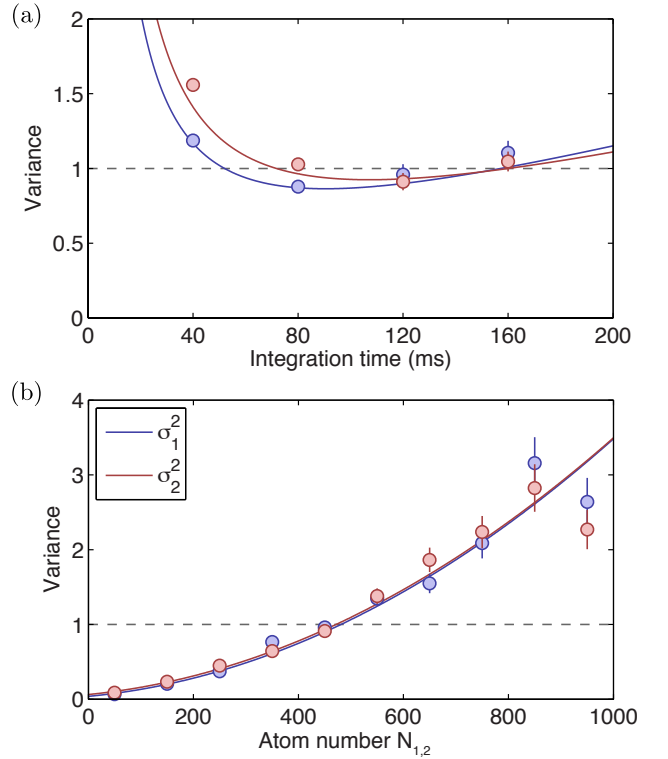 (a)
2
1.5
1
0.5
0
Variance
0 40 80 120 160 200
Integration time (ms)
(b)
4
3
2
1
0
Variance
σ₁²
σ₂²
0 200 400 600 800 1000
Atom number N₁,₂